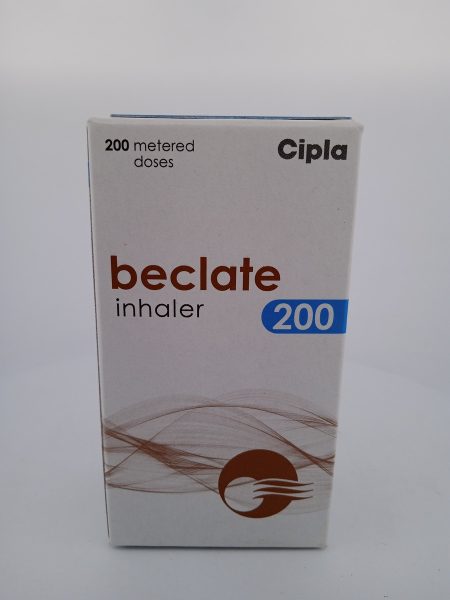 200 metered
doses
Cipla
beclate
inhaler
200